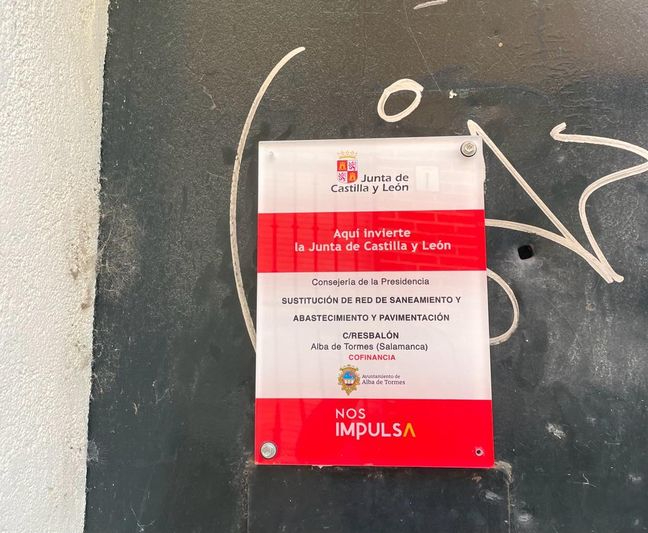 Junta de
Castilla y León
Aquí invierte
la Junta de Castilla y León
Consejería de la Presidencia
SUSTITUCIÓN DE RED DE SANEAMIENTO Y
ABASTECIMIENTO Y PAVIMENTACIÓN
C/RESBALÓN
Alba de Tormes (Salamanca)
COFINANCIA
Ayuntamiento de
Alba de Tormes
NOS
IMPULSA